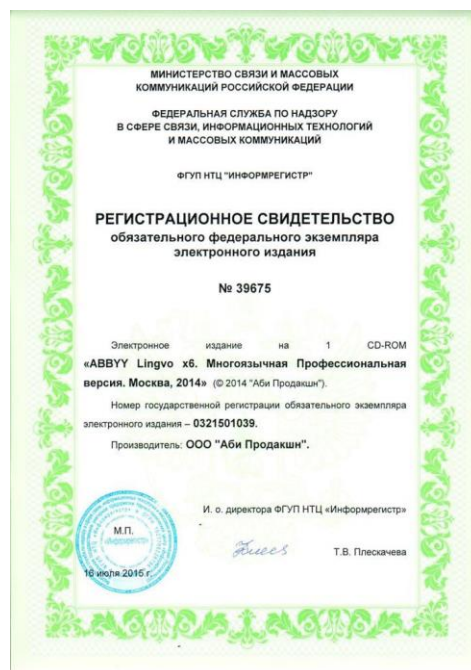 МИНИСТЕРСТВО СВЯЗИ И МАССОВЫХ
КОММУНИКАЦИЙ РОССИЙСКОЙ ФЕДЕРАЦИИ
ФЕДЕРАЛЬНАЯ СЛУЖБА ПО НАДЗОРУ
В СФЕРЕ СВЯЗИ, ИНФОРМАЦИОННЫХ ТЕХНОЛОГИЙ
И МАССОВЫХ КОММУНИКАЦИЙ
ФГУП НТЦ "ИНФОРМРЕГИСТР"
РЕГИСТРАЦИОННОЕ СВИДЕТЕЛЬСТВО
обязательного федерального экземпляра
электронного издания
№ 39675
Электронное издание на 1 CD-ROM
«ABBYY Lingvo x6. Многоязычная Профессиональная
версия. Москва, 2014» (© 2014 "Аби Продакшн").
Номер государственной регистрации обязательного экземпляра
электронного издания – 0321501039.
Производитель: ООО "Аби Продакшн".
И. о. директора ФГУП НТЦ «Информрегистр»
М.П.
«Информрегистр»
Т.В. Плескачева
16 июля 2015 г.